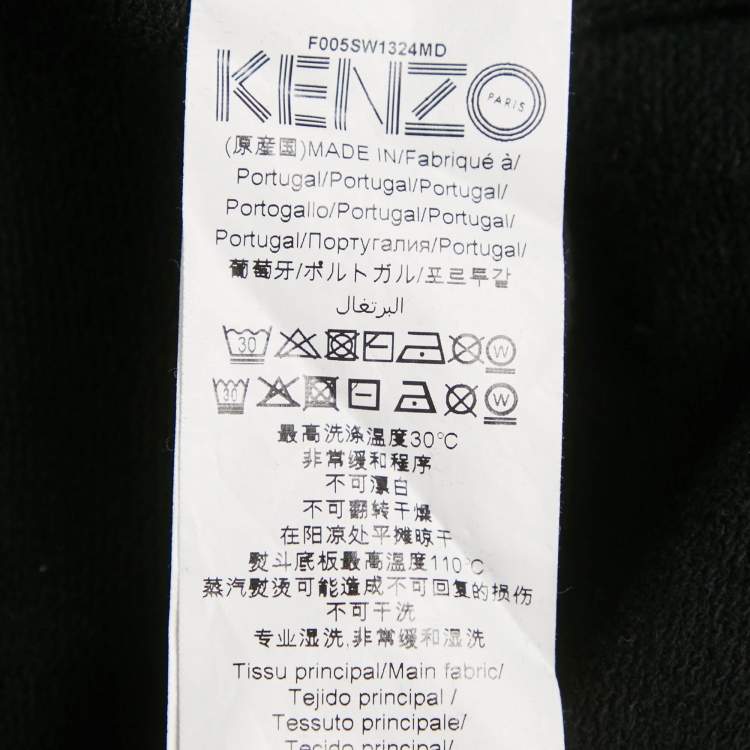 F005SW1324MD
KENZO
PARIS
(原産国)MADE IN/Fabriqué à/
Portugal/Portugal/Portugal/
Portogallo/Portugal/Portugal/
Portugal/Португалия/Portugal/
葡萄牙/ポルトガル/포르투갈
البرتغال
30 W
30 W
最高洗涤温度30°C
非常缓和程序
不可漂白
不可翻转干燥
在阳凉处平摊晾干
熨斗底板最高温度110°C
蒸汽熨烫可能造成不可回复的损伤
不可干洗
专业湿洗,非常缓和湿洗
Tissu principal/Main fabric/
Tejido principal /
Tessuto principale/
Tecido principal/